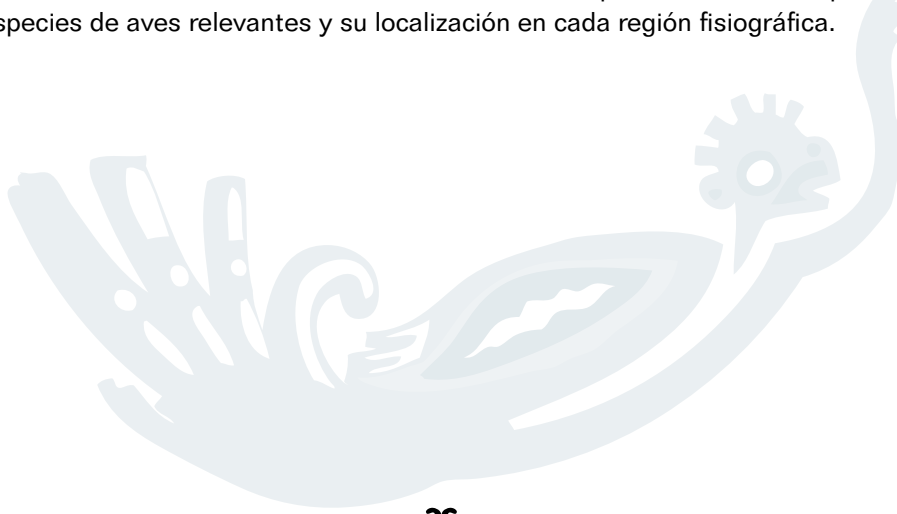 species de aves relevantes y su localización en cada región fisiográfica.